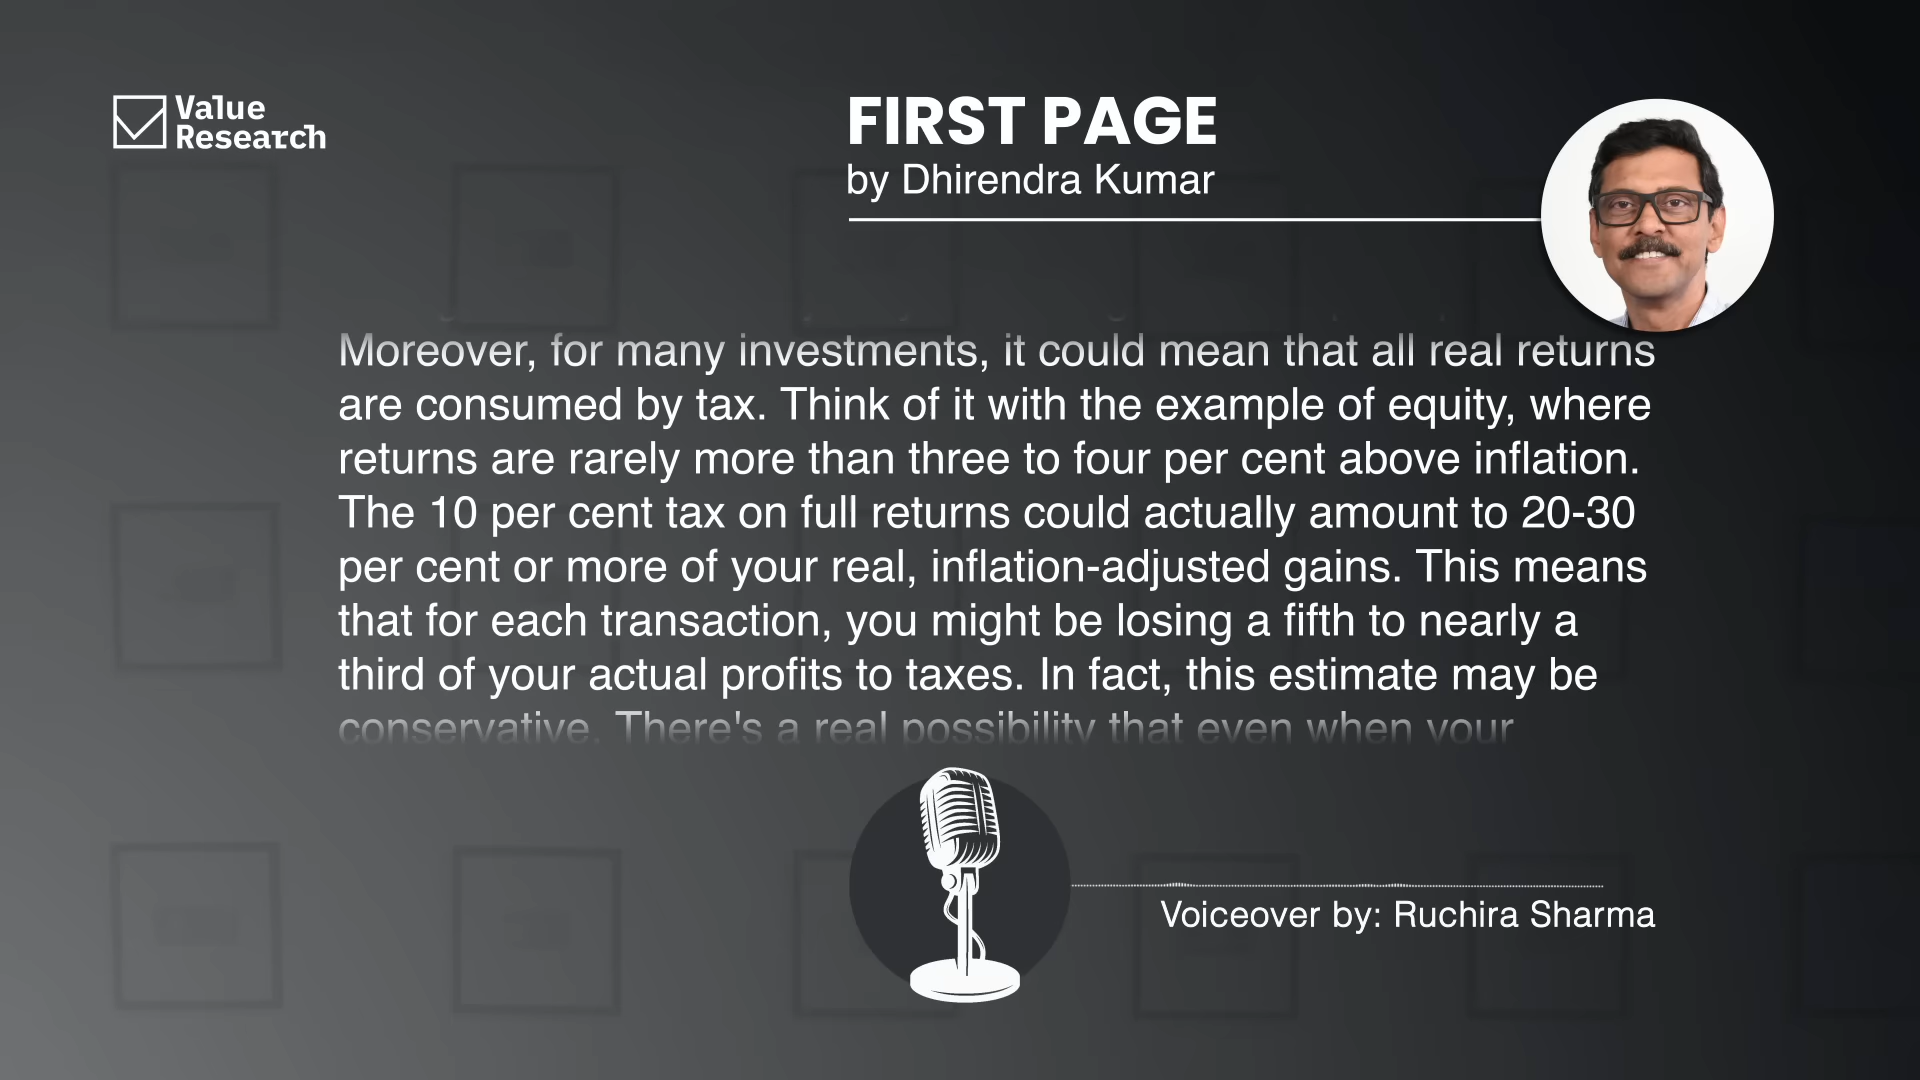 Value
Research
FIRST PAGE
by Dhirendra Kumar
Moreover, for many investments, it could mean that all real returns
are consumed by tax. Think of it with the example of equity, where
returns are rarely more than three to four per cent above inflation.
The 10 per cent tax on full returns could actually amount to 20-30
per cent or more of your real, inflation-adjusted gains. This means
that for each transaction, you might be losing a fifth to nearly a
third of your actual profits to taxes. In fact, this estimate may be
conservative. There's a real possibility that even when your
Voiceover by: Ruchira Sharma